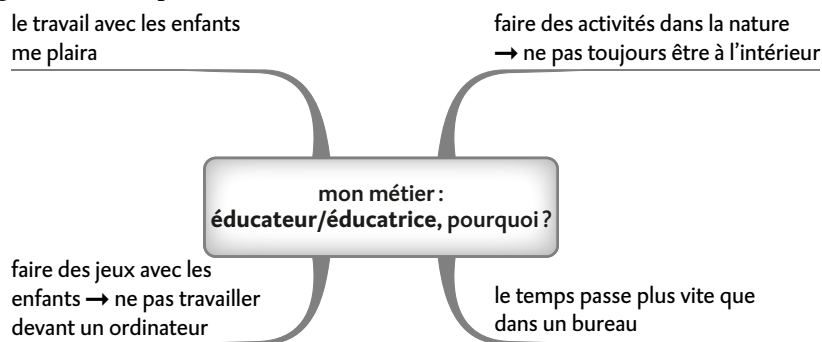 le travail avec les enfants
me plaira
faire des activités dans la nature
→ ne pas toujours être à l'intérieur
mon métier :
éducateur/éducatrice, pourquoi ?
faire des jeux avec les
enfants → ne pas travailler
devant un ordinateur
le temps passe plus vite que
dans un bureau